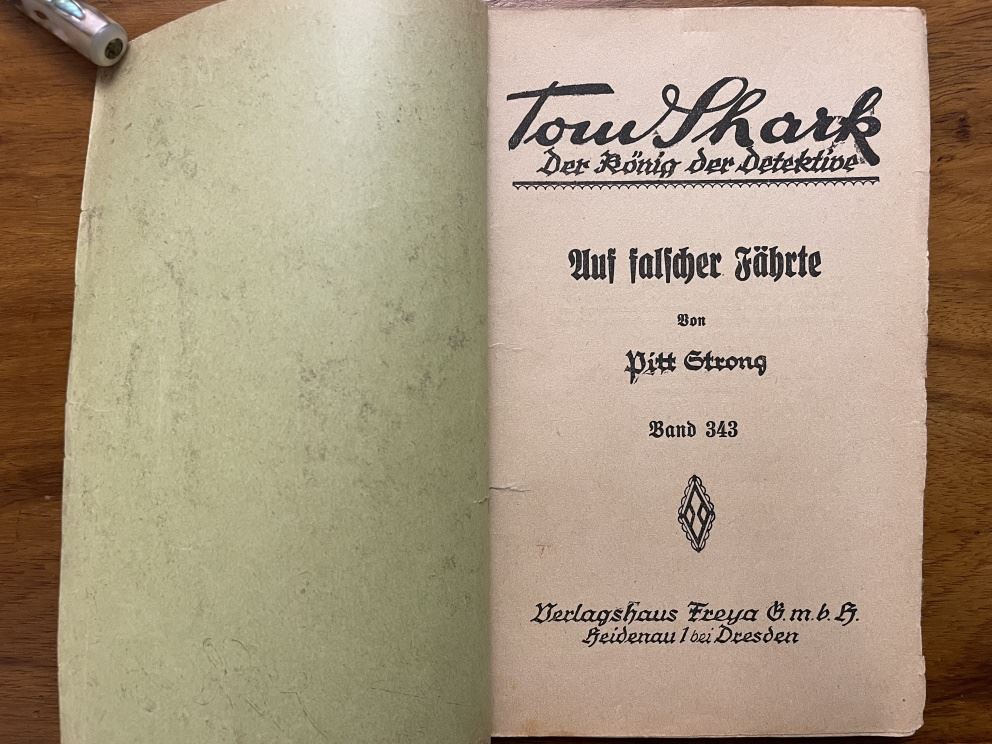 Tom Shark
Der König der Detektive
Auf falscher Fährte
Von
Pitt Strong
Band 343
Verlagshaus Freya G.m.b.H.
Heidenau 1 bei Dresden